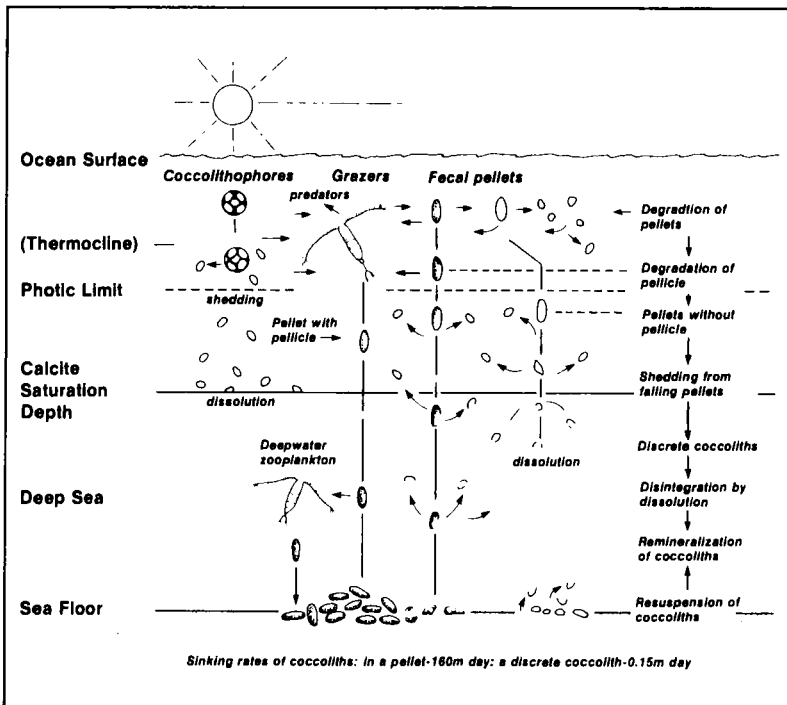 Ocean Surface
Coccolithophores
Grazers
Fecal pellets
predators
Degradtion of
pellets
(Thermocline)
Degradation of
pellicle
Photic Limit
shedding
Pellet with
pellicle
Pellets without
pellicle
Calcite
Saturation
Depth
dissolution
Shedding from
falling pellets
Deepwater
zooplankton
dissolution
Discrete coccoliths
Deep Sea
Disintegration by
dissolution
Remineralization
of coccoliths
Sea Floor
Resuspension of
coccoliths
Sinking rates of coccoliths: in a pellet-160m day: a discrete coccolith-0.15m day